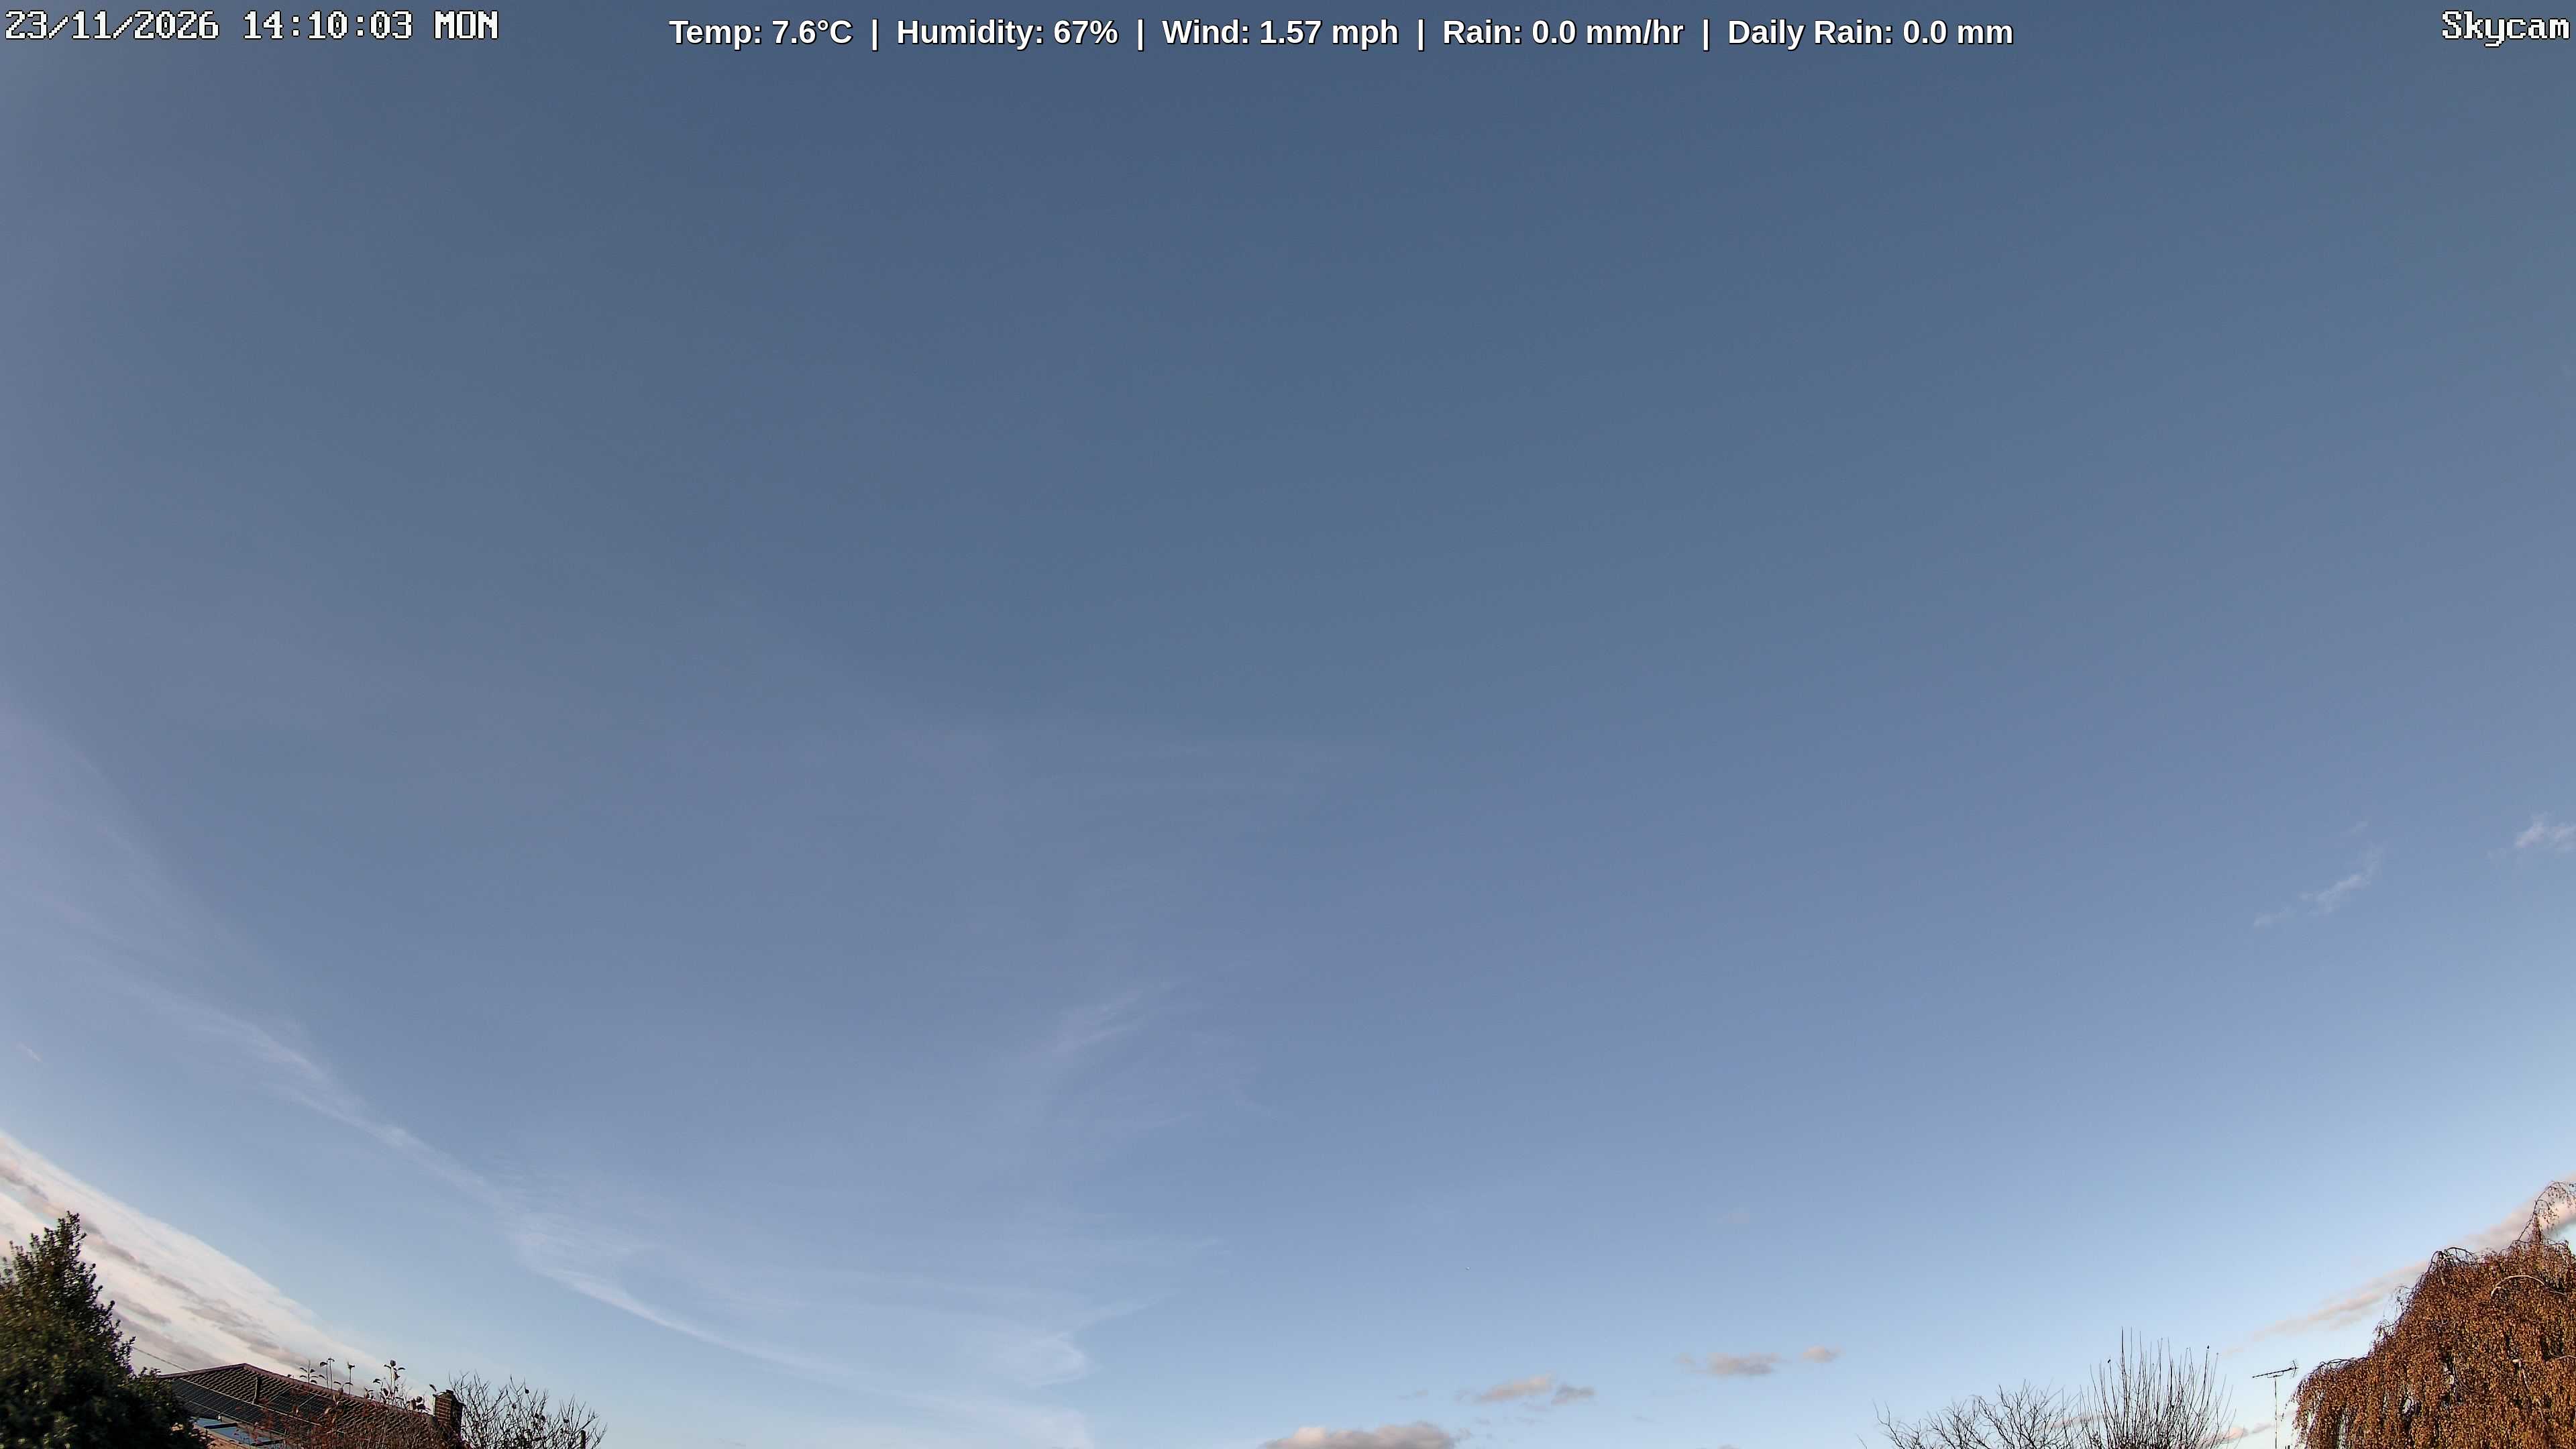 23/11/2026 14:10:03 MON
Temp: 7.6°C | Humidity: 67% | Wind: 1.57 mph | Rain: 0.0 mm/hr | Daily Rain: 0.0 mm
Skycam